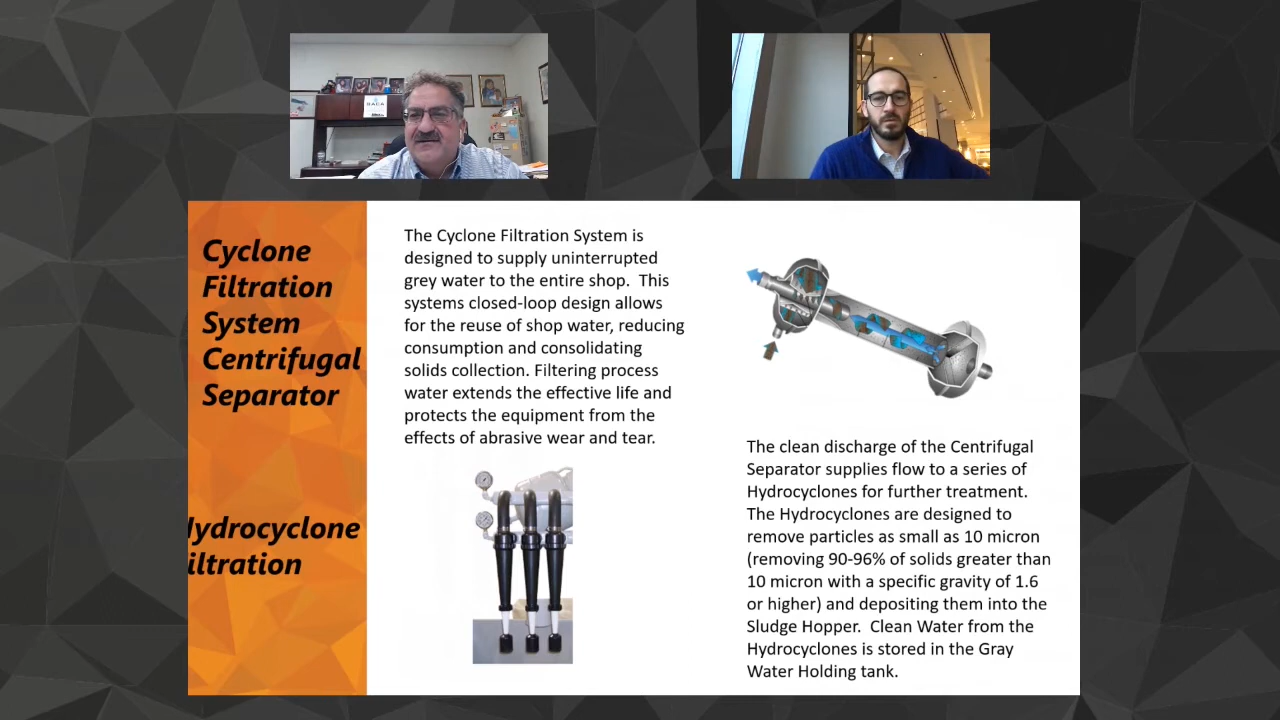 BACA
Cyclone
Filtration
System
Centrifugal
Separator
ydrocyclone
iltration
The Cyclone Filtration System is
designed to supply uninterrupted
grey water to the entire shop. This
systems closed-loop design allows
for the reuse of shop water, reducing
consumption and consolidating
solids collection. Filtering process
water extends the effective life and
protects the equipment from the
effects of abrasive wear and tear.
The clean discharge of the Centrifugal
Separator supplies flow to a series of
Hydrocyclones for further treatment.
The Hydrocyclones are designed to
remove particles as small as 10 micron
(removing 90-96% of solids greater than
10 micron with a specific gravity of 1.6
or higher) and depositing them into the
Sludge Hopper. Clean Water from the
Hydrocyclones is stored in the Gray
Water Holding tank.